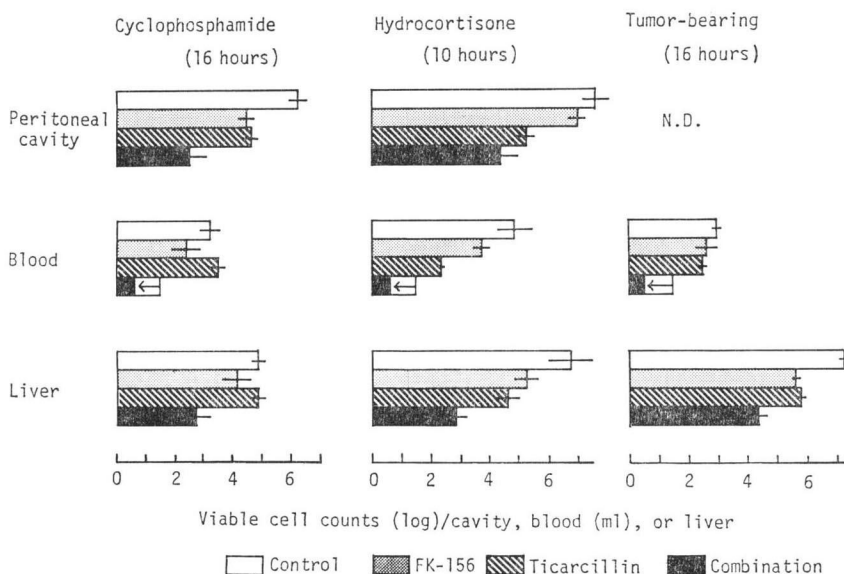 Cyclophosphamide Hydrocortisone Tumor-bearing
(16 hours) (10 hours) (16 hours)
Peritoneal
cavity
N.D.
Blood
Liver
0 2 4 6 0 2 4 6 0 2 4 6
Viable cell counts (log)/cavity, blood (ml), or liver
Control FK-156 Ticarcillin Combination